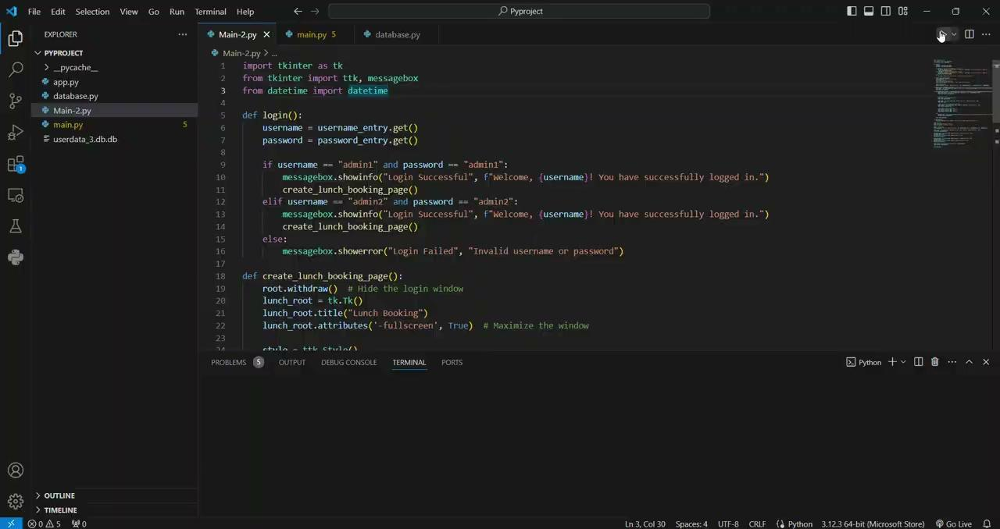 File Edit Selection View Go Run Terminal Help
Pyproject
EXPLORER
PYPROJECT
__pycache__
app.py
database.py
Main-2.py
main.py 5
userdata_3.db.db
OUTLINE
TIMELINE
Main-2.py
main.py 5
database.py
Main-2.py > ...
1 import tkinter as tk
2 from tkinter import ttk, messagebox
3 from datetime import datetime
4
5 def login():
6 username = username_entry.get()
7 password = password_entry.get()
8
9 if username == "admin1" and password == "admin1":
10 messagebox.showinfo("Login Successful", f"Welcome, {username}! You have successfully logged in.")
11 create_lunch_booking_page()
12 elif username == "admin2" and password == "admin2":
13 messagebox.showinfo("Login Successful", f"Welcome, {username}! You have successfully logged in.")
14 create_lunch_booking_page()
15 else:
16 messagebox.showerror("Login Failed", "Invalid username or password")
17
18 def create_lunch_booking_page():
19 root.withdraw() # Hide the login window
20 lunch_root = tk.Tk()
21 lunch_root.title("Lunch Booking")
22 lunch_root.attributes('-fullscreen', True) # Maximize the window
23
24 style = ttk.Style()
PROBLEMS 5 OUTPUT DEBUG CONSOLE TERMINAL PORTS
Python
1
0 5 0
Ln 3, Col 30 Spaces: 4 UTF-8 CRLF Python 3.12.3 64-bit (Microsoft Store) Go Live